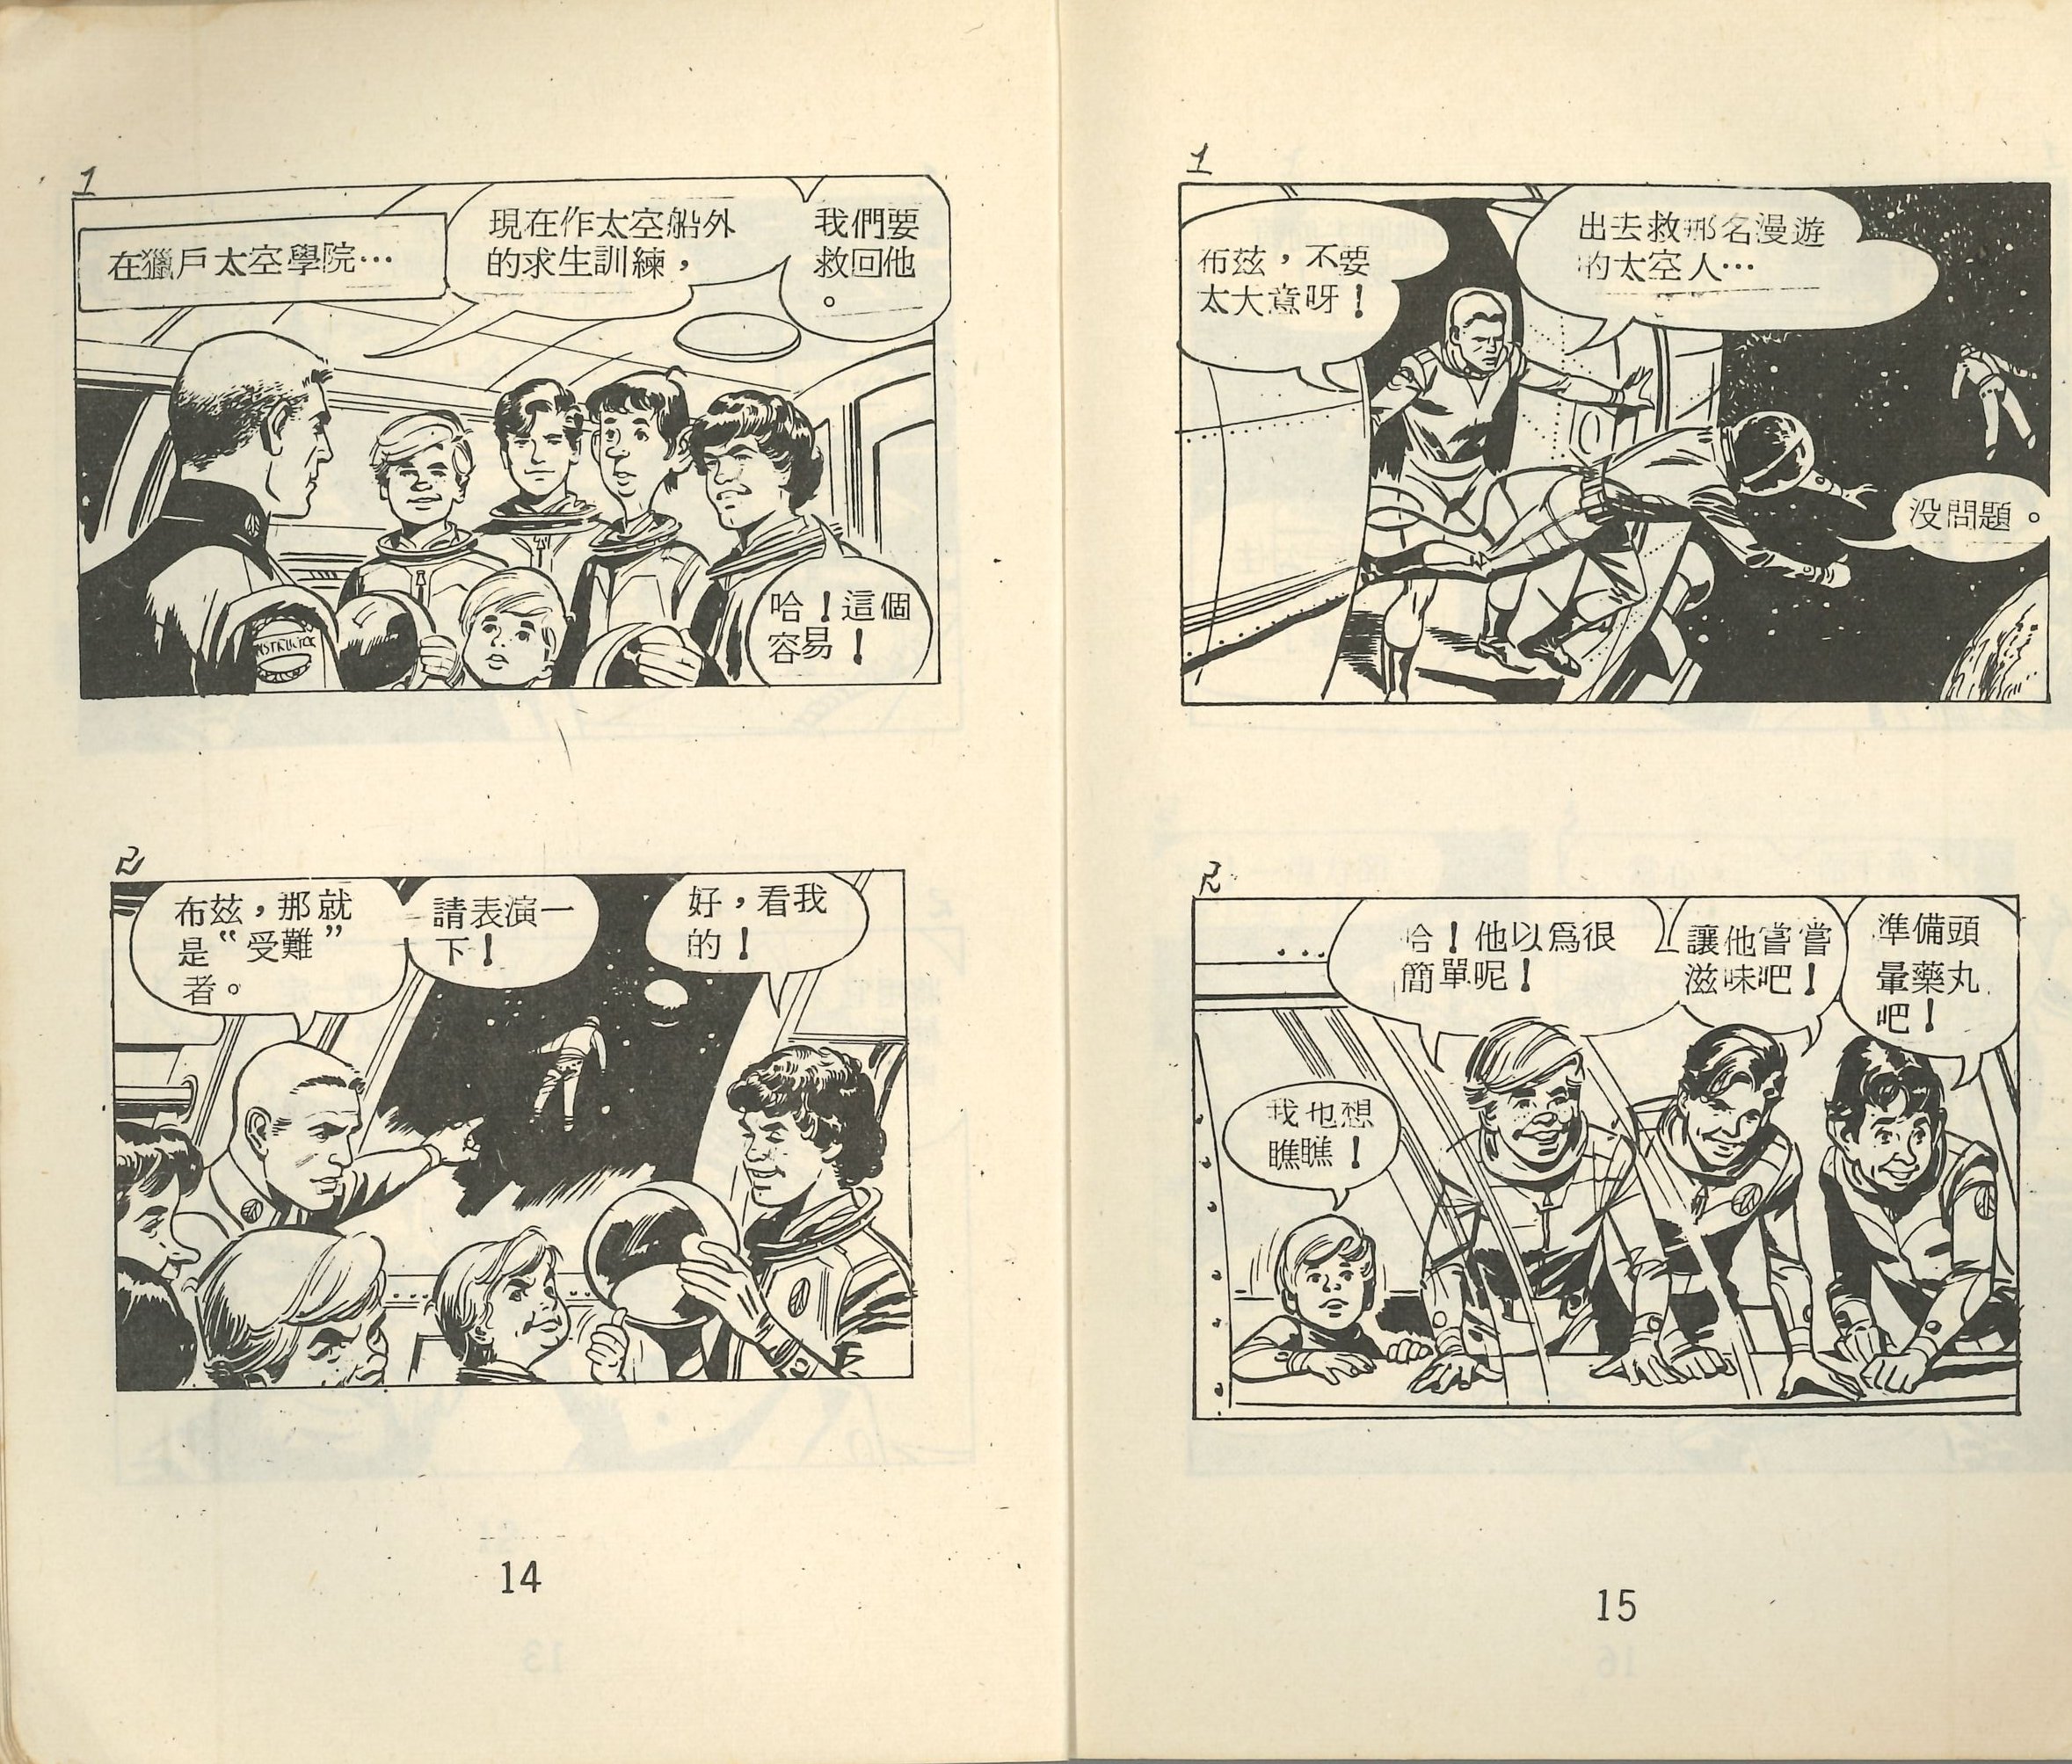 1
在獵戶太空學院…
現在作太空船外
的求生訓練，
我們要
救回他
。
哈！這個
容易！
2
布茲，那就
是“受難”
者。
請表演一
下！
好，看我
的！
14
1
布茲，不要
太大意呀！
出去救那名漫遊
的太空人…
没問題。
2
哈！他以爲很
簡單呢！
讓他嘗嘗
滋味吧！
準備頭
暈藥丸
吧！
我也想
瞧瞧！
15